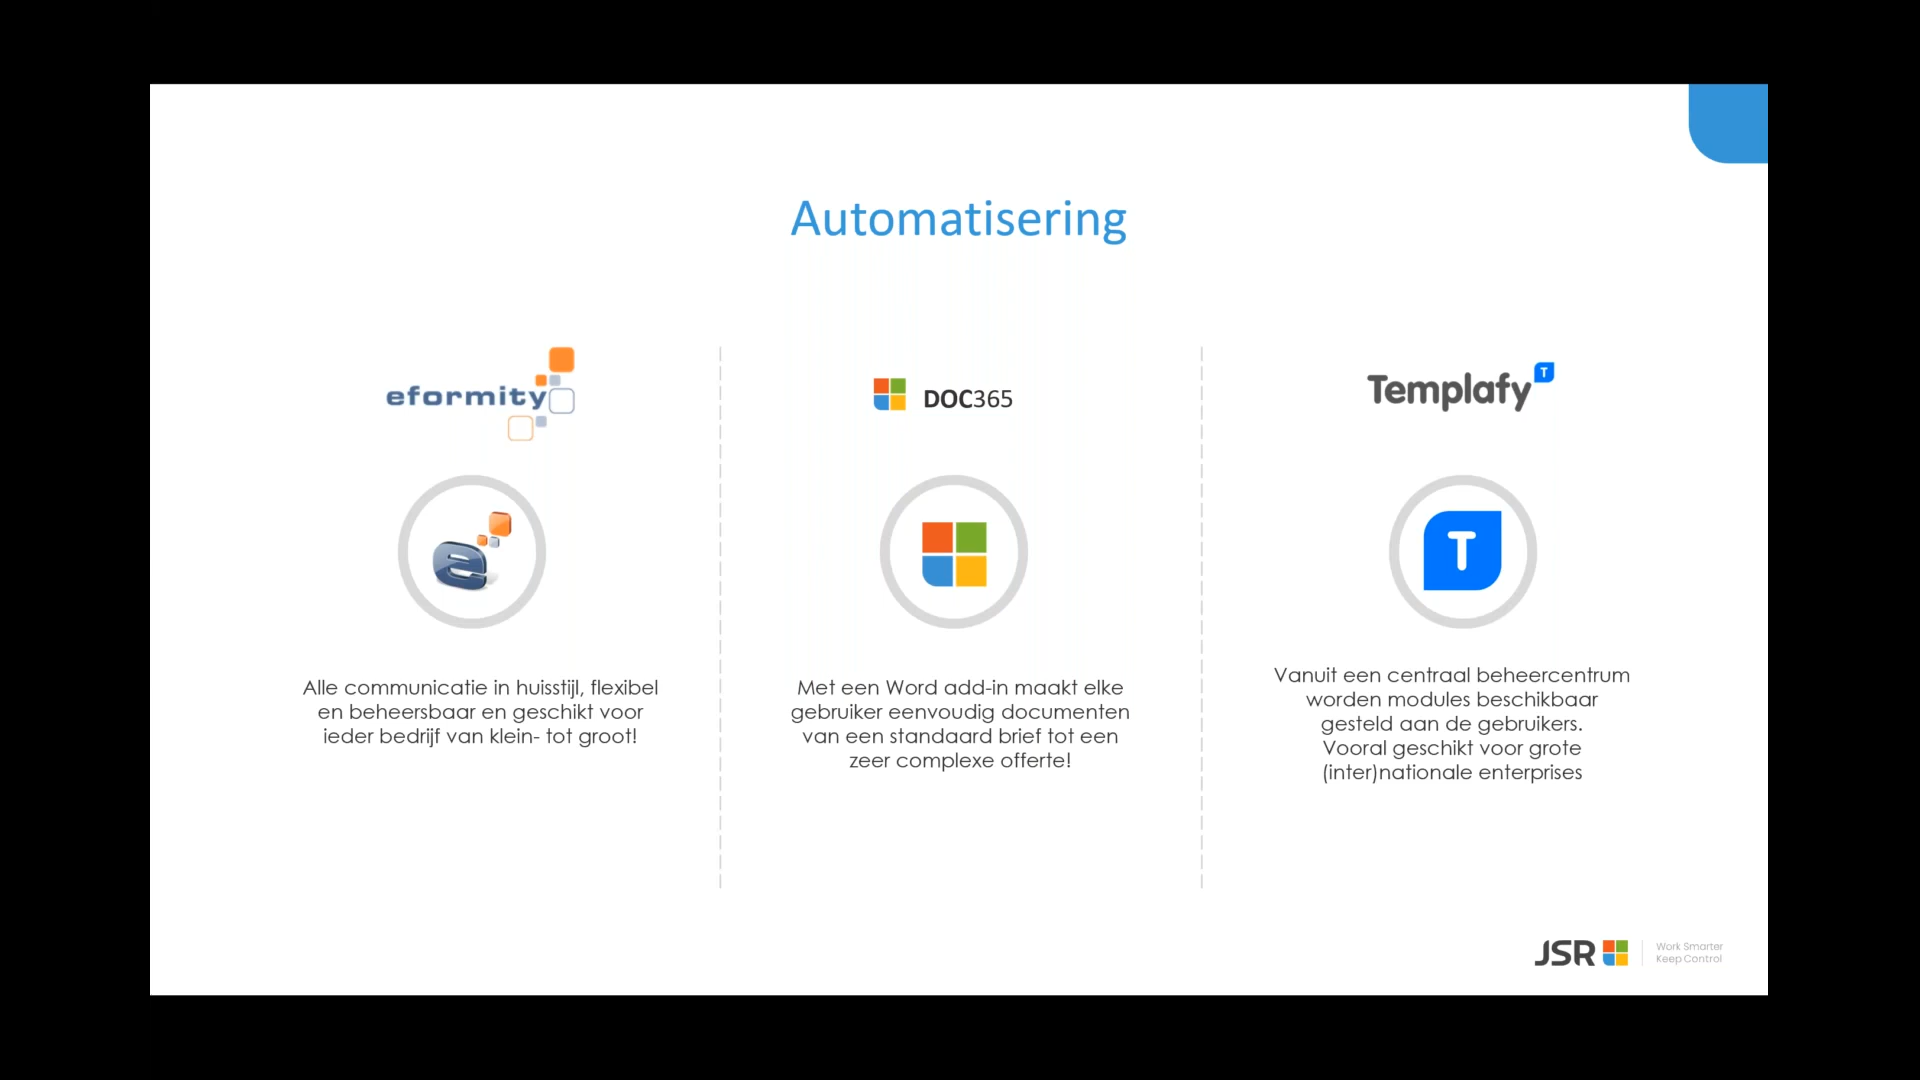 Automatisering
eformity
Alle communicatie in huisstijl, flexibel
en beheersbaar en geschikt voor
ieder bedrijf van klein- tot groot!
DOC365
Met een Word add-in maakt elke
gebruiker eenvoudig documenten
van een standaard brief tot een
zeer complexe offerte!
Templafy T
T
Vanuit een centraal beheercentrum
worden modules beschikbaar
gesteld aan de gebruikers.
Vooral geschikt voor grote
(inter)nationale enterprises
JSR
Work Smarter
Keep Control